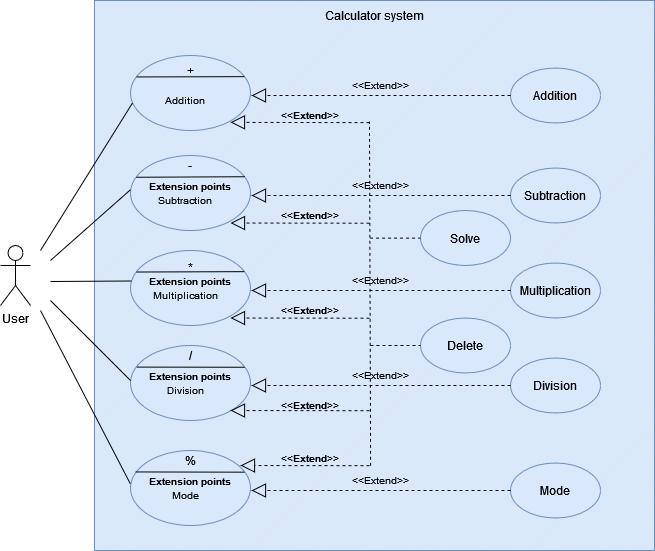 Calculator system
+
Addition
<<Extend>>
Addition
<<Extend>>
-
Extension points
Subtraction
<<Extend>>
Subtraction
<<Extend>>
Solve
User
*
Extension points
Multiplication
<<Extend>>
Multiplication
<<Extend>>
Delete
/
Extension points
Division
<<Extend>>
Division
<<Extend>>
%
Extension points
Mode
<<Extend>>
<<Extend>>
Mode